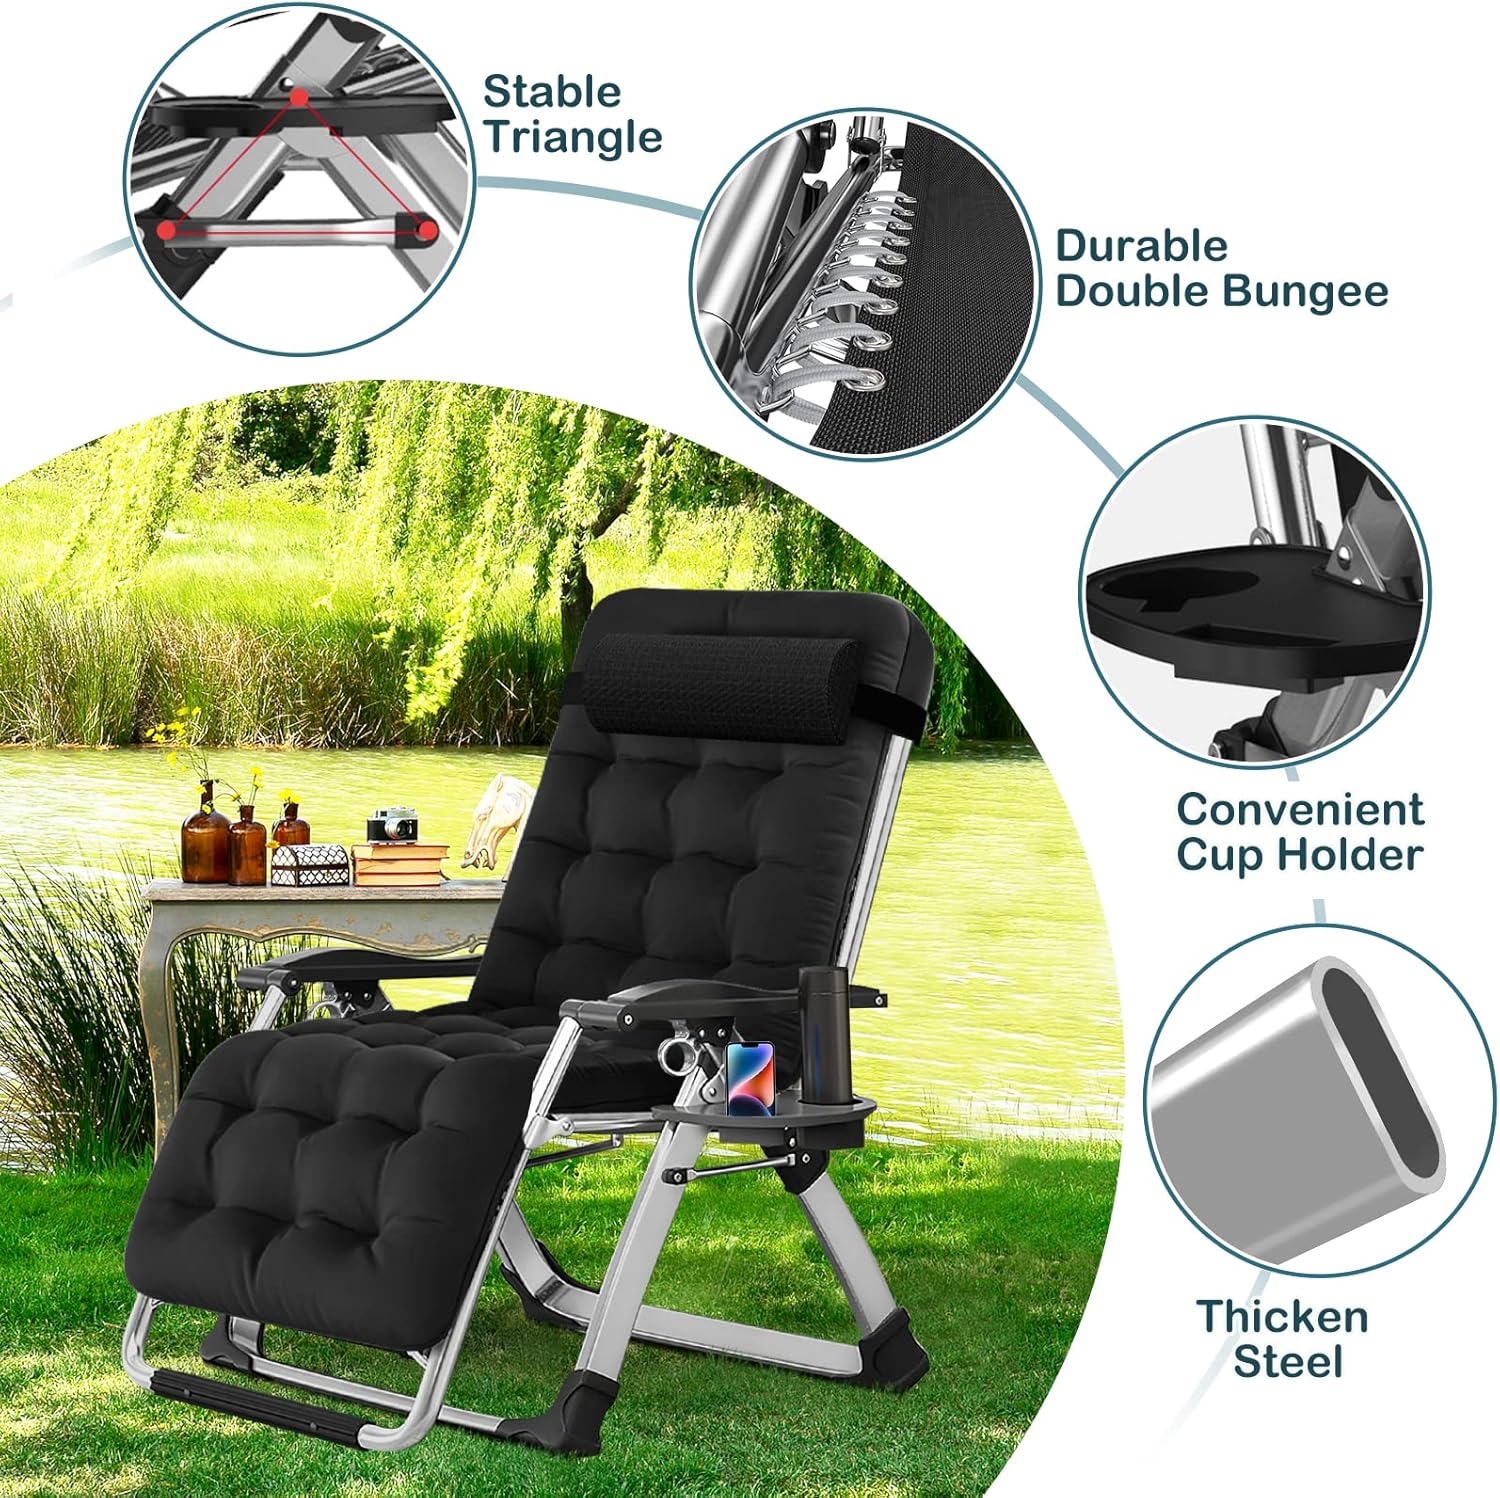 Stable
Triangle
Durable
Double Bungee
Convenient
Cup Holder
Thicken
Steel